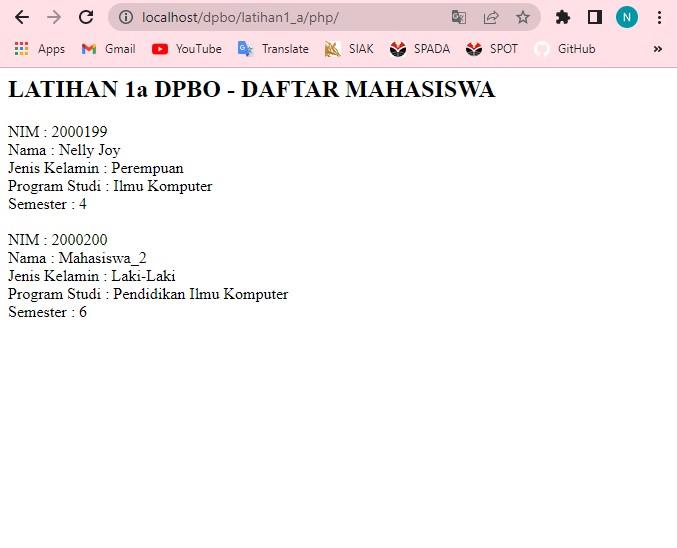 localhost/dpbo/latihan1_a/php/
N
Apps Gmail YouTube Translate SIAK SPADA SPOT GitHub »
LATIHAN 1a DPBO - DAFTAR MAHASISWA
NIM : 2000199
Nama : Nelly Joy
Jenis Kelamin : Perempuan
Program Studi : Ilmu Komputer
Semester : 4
NIM : 2000200
Nama : Mahasiswa_2
Jenis Kelamin : Laki-Laki
Program Studi : Pendidikan Ilmu Komputer
Semester : 6